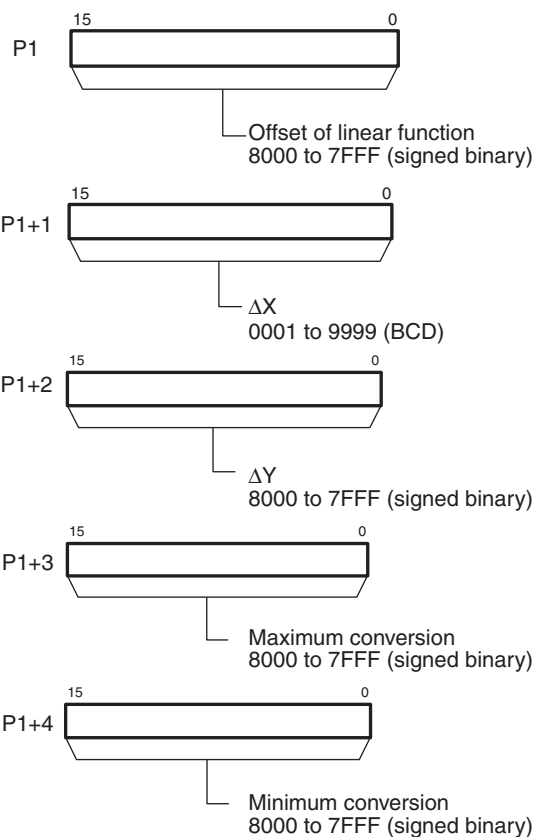 15 0
P1
Offset of linear function
8000 to 7FFF (signed binary)
15 0
P1+1
ΔX
0001 to 9999 (BCD)
15 0
P1+2
ΔY
8000 to 7FFF (signed binary)
15 0
P1+3
Maximum conversion
8000 to 7FFF (signed binary)
15 0
P1+4
Minimum conversion
8000 to 7FFF (signed binary)